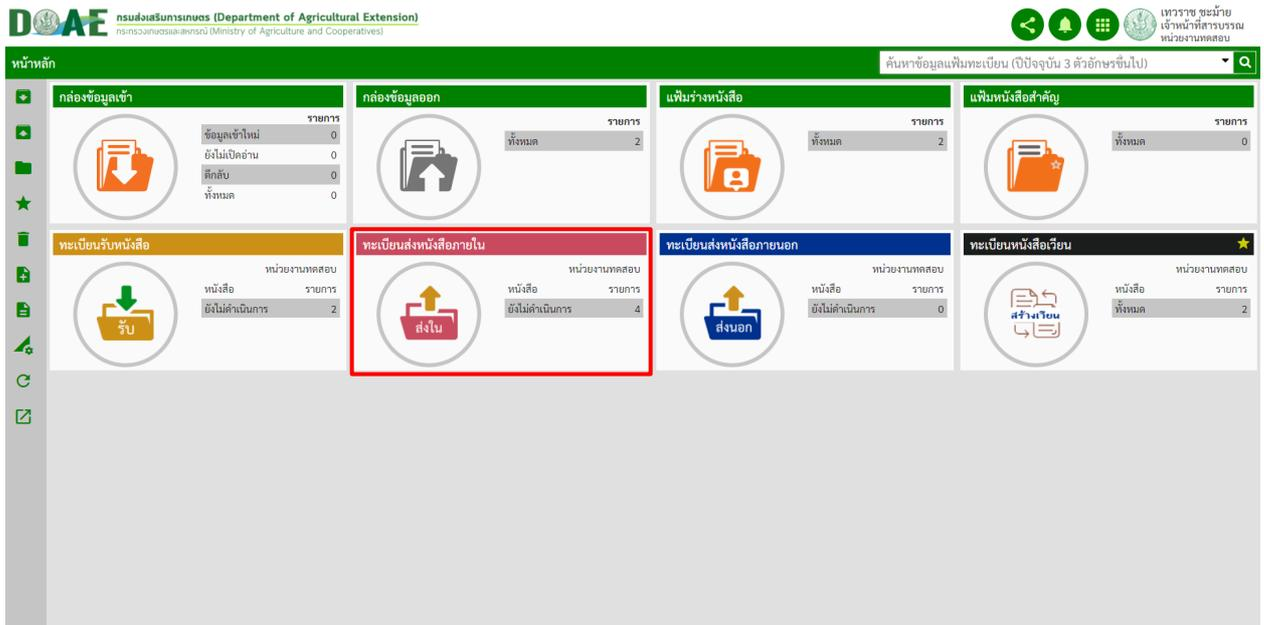 DOAE
กรมส่งเสริมการเกษตร (Department of Agricultural Extension)
กระทรวงเกษตรและสหกรณ์ (Ministry of Agriculture and Cooperatives)
เทวราช ชะม้าย
เจ้าหน้าที่สารบรรณ
หน่วยงานทดสอบ
หน้าหลัก
ค้นหาข้อมูลแฟ้มทะเบียน (ปีปัจจุบัน 3 ตัวอักษรขึ้นไป)
กล่องข้อมูลเข้า
รายการ
ข้อมูลเข้าใหม่ 0
ยังไม่เปิดอ่าน 0
ตีกลับ 0
ทั้งหมด 0
กล่องข้อมูลออก
รายการ
ทั้งหมด 2
แฟ้มร่างหนังสือ
รายการ
ทั้งหมด 2
แฟ้มหนังสือสำคัญ
รายการ
ทั้งหมด 0
ทะเบียนรับหนังสือ
หน่วยงานทดสอบ
หนังสือ รายการ
ยังไม่ดำเนินการ 2
รับ
ทะเบียนส่งหนังสือภายใน
หน่วยงานทดสอบ
หนังสือ รายการ
ยังไม่ดำเนินการ 4
ส่งใน
ทะเบียนส่งหนังสือภายนอก
หน่วยงานทดสอบ
หนังสือ รายการ
ยังไม่ดำเนินการ 0
ส่งนอก
ทะเบียนหนังสือเวียน
หน่วยงานทดสอบ
หนังสือ รายการ
ทั้งหมด 2
สร้างเวียน